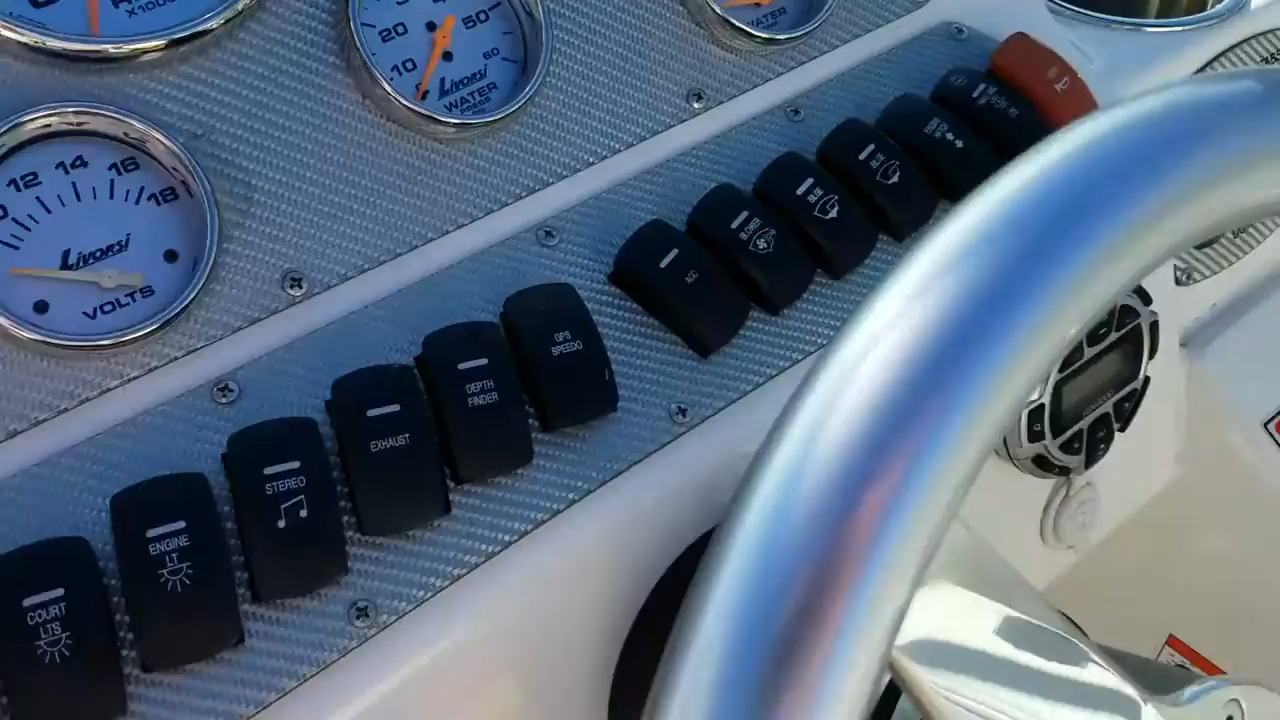 X1000
20
50
10
60
LIVORSI
WATER
PRESS
WATER
12
14
16
18
LIVORSI
VOLTS
COURT
LTS
ENGINE
LT
STEREO
EXHAUST
DEPTH
FINDER
GPS
SPEEDO
ACC
BLOWER
BILGE
BILGE